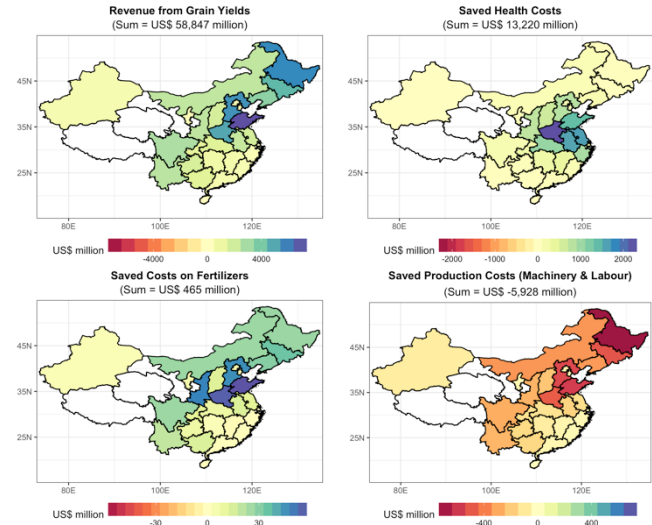 Revenue from Grain Yields
(Sum = US$ 58,847 million)
45N
35N
25N
80E
100E
120E
US$ million
-4000
0
4000
Saved Health Costs
(Sum = US$ 13,220 million)
45N
35N
25N
80E
100E
120E
US$ million
-2000
-1000
0
1000
2000
Saved Costs on Fertilizers
(Sum = US$ 465 million)
45N
35N
25N
80E
100E
120E
US$ million
-30
0
30
Saved Production Costs (Machinery & Labour)
(Sum = US$ -5,928 million)
45N
35N
25N
80E
100E
120E
US$ million
-400
0
400